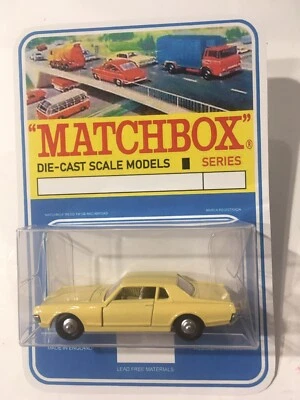 "MATCHBOX"®
DIE-CAST SCALE MODELS SERIES
MADE IN ENGLAND
LEAD FREE MATERIALS